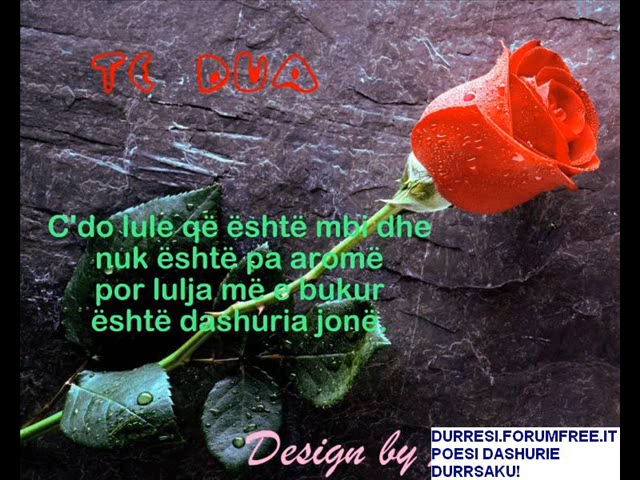 TE DUA
C'do lule që është mbi dhe
nuk është pa aromë
por lulja më e bukur
është dashuria jonë.
Design by
DURRESI.FORUMFREE.IT
POESI DASHURIE
DURRSAKU!